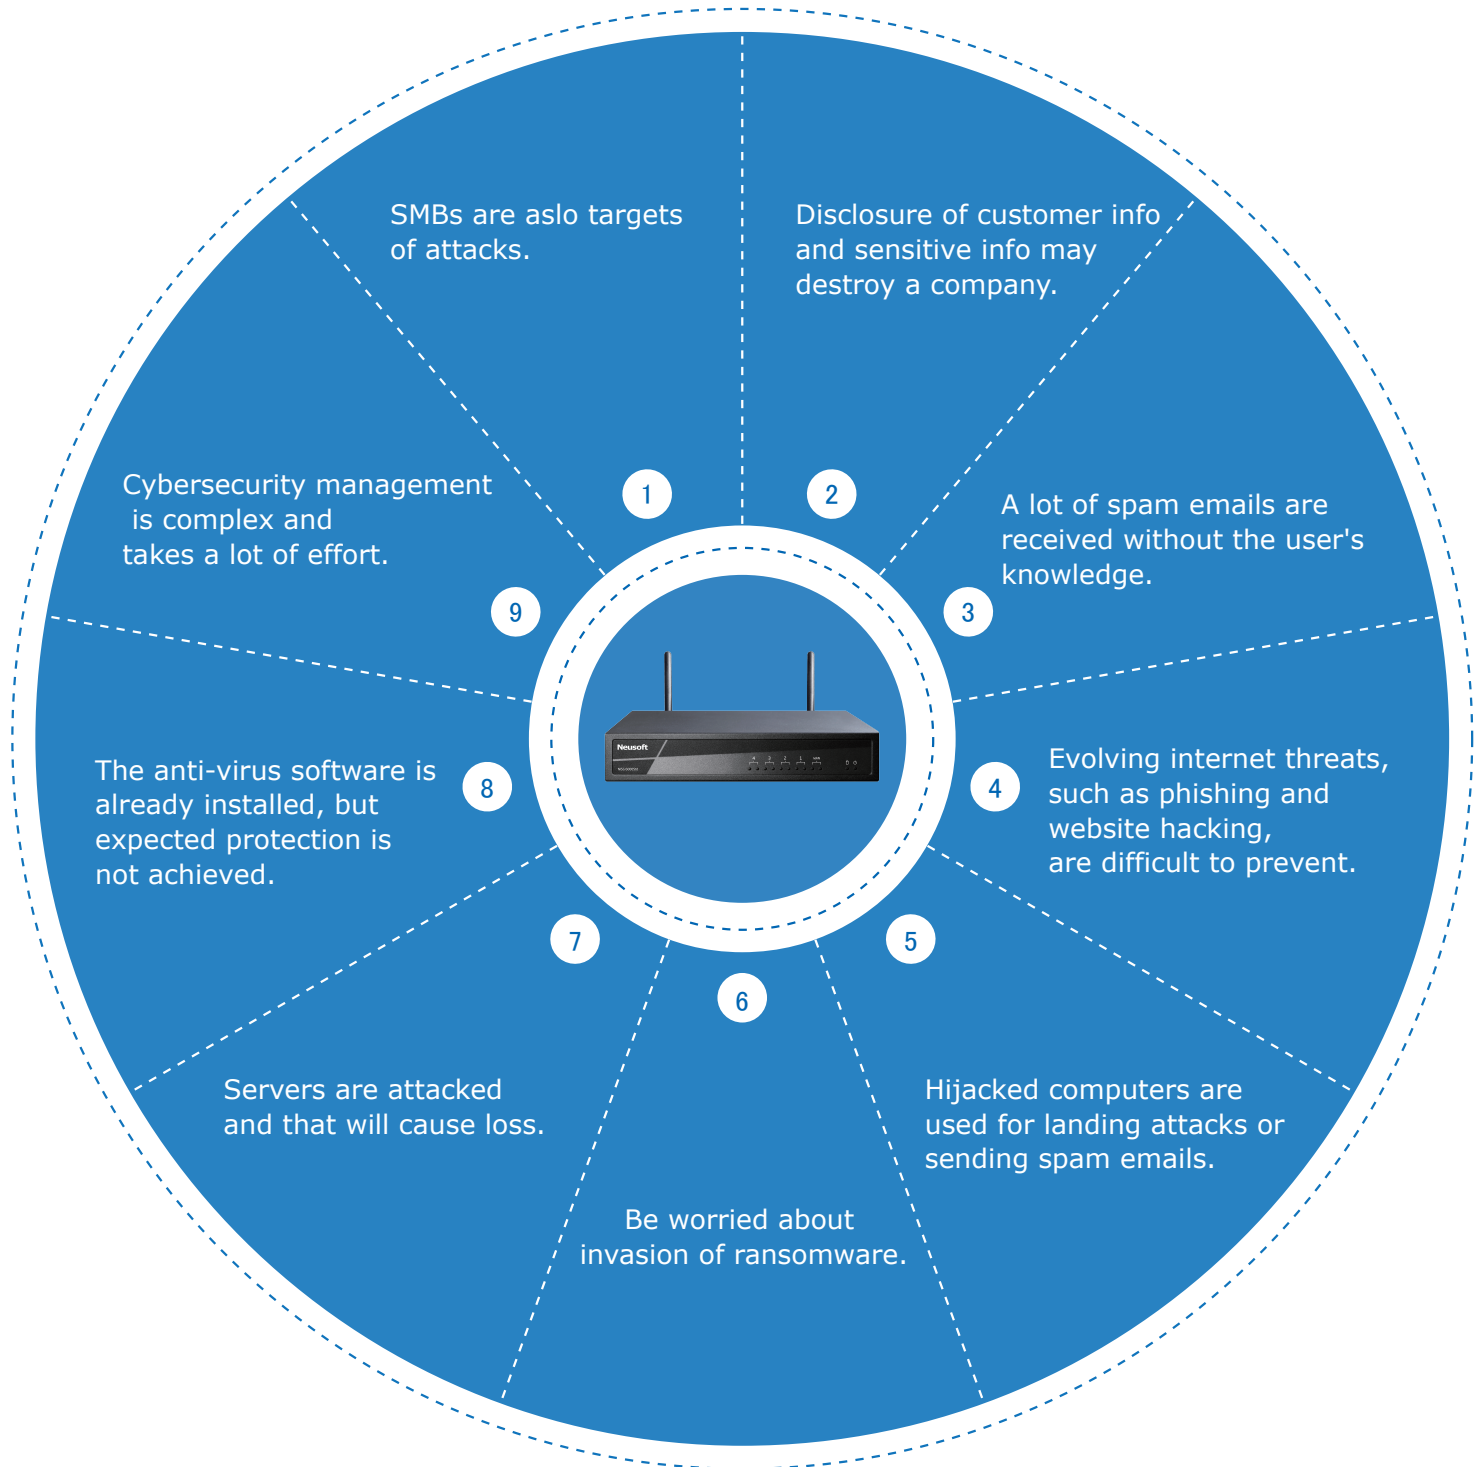 SMBs are aslo targets
of attacks.
1
Disclosure of customer info
and sensitive info may
destroy a company.
2
A lot of spam emails are
received without the user's
knowledge.
3
Evolving internet threats,
such as phishing and
website hacking,
are difficult to prevent.
4
Hijacked computers are
used for landing attacks or
sending spam emails.
5
Be worried about
invasion of ransomware.
6
Servers are attacked
and that will cause loss.
7
The anti-virus software is
already installed, but
expected protection is
not achieved.
8
Cybersecurity management
is complex and
takes a lot of effort.
9
Neusoft